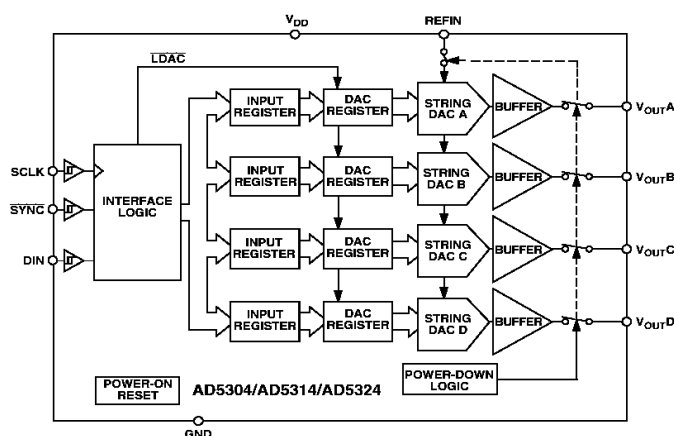 VDD
REFIN
LDAC
INPUT
REGISTER
DAC
REGISTER
STRING
DAC A
BUFFER
VOUTA
SCLK
SYNC
DIN
INTERFACE
LOGIC
INPUT
REGISTER
DAC
REGISTER
STRING
DAC B
BUFFER
VOUTB
INPUT
REGISTER
DAC
REGISTER
STRING
DAC C
BUFFER
VOUTC
INPUT
REGISTER
DAC
REGISTER
STRING
DAC D
BUFFER
VOUTD
POWER-ON
RESET
AD5304/AD5314/AD5324
POWER-DOWN
LOGIC
GND